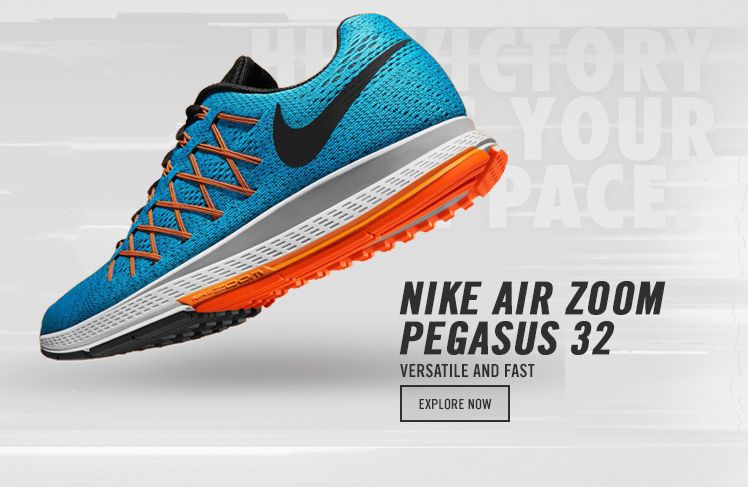 VICTORY
YOUR
PACE.
NIKE AIR ZOOM
PEGASUS 32
VERSATILE AND FAST
EXPLORE NOW